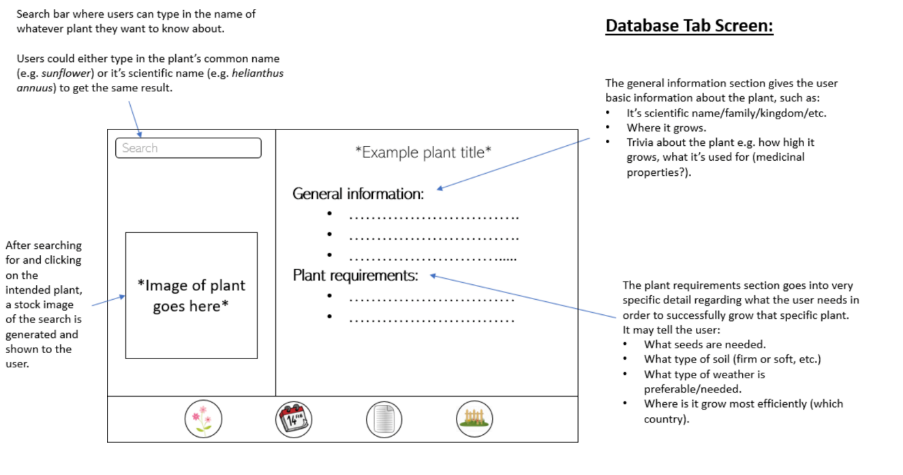 Search bar where users can type in the name of
whatever plant they want to know about.
Users could either type in the plant's common name
(e.g. sunflower) or it's scientific name (e.g. helianthus
annuus) to get the same result.
Database Tab Screen:
The general information section gives the user
basic information about the plant, such as:
• It's scientific name/family/kingdom/etc.
• Where it grows.
• Trivia about the plant e.g. how high it
grows, what it's used for (medicinal
properties?).
Search
*Example plant title*
General information:
• ...............................
• ...............................
• ...............................
Plant requirements:
• ..............................
• ..............................
After searching
for and clicking
on the
intended plant,
a stock image
of the search is
generated and
shown to the
user.
*Image of plant
goes here*
The plant requirements section goes into very
specific detail regarding what the user needs in
order to successfully grow that specific plant.
It may tell the user:
• What seeds are needed.
• What type of soil (firm or soft, etc.)
• What type of weather is
preferable/needed.
• Where is it grow most efficiently (which
country).
14